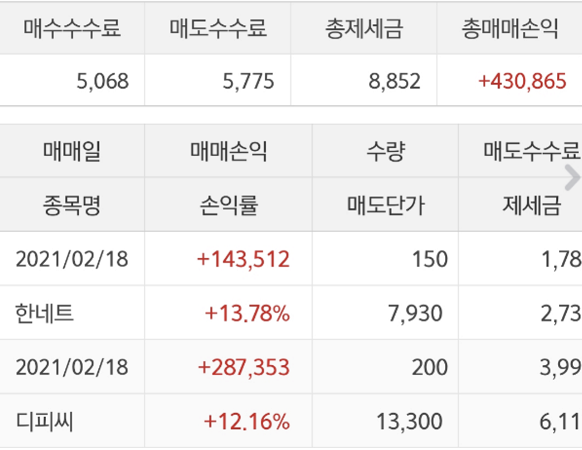 매수수수료 매도수수료 총제세금 총매매손익
5,068 5,775 8,852 +430,865
매매일 매매손익 수량 매도수수료
종목명 손익률 매도단가 제세금
2021/02/18 +143,512 150 1,78
한네트 +13.78% 7,930 2,73
2021/02/18 +287,353 200 3,99
디피씨 +12.16% 13,300 6,11